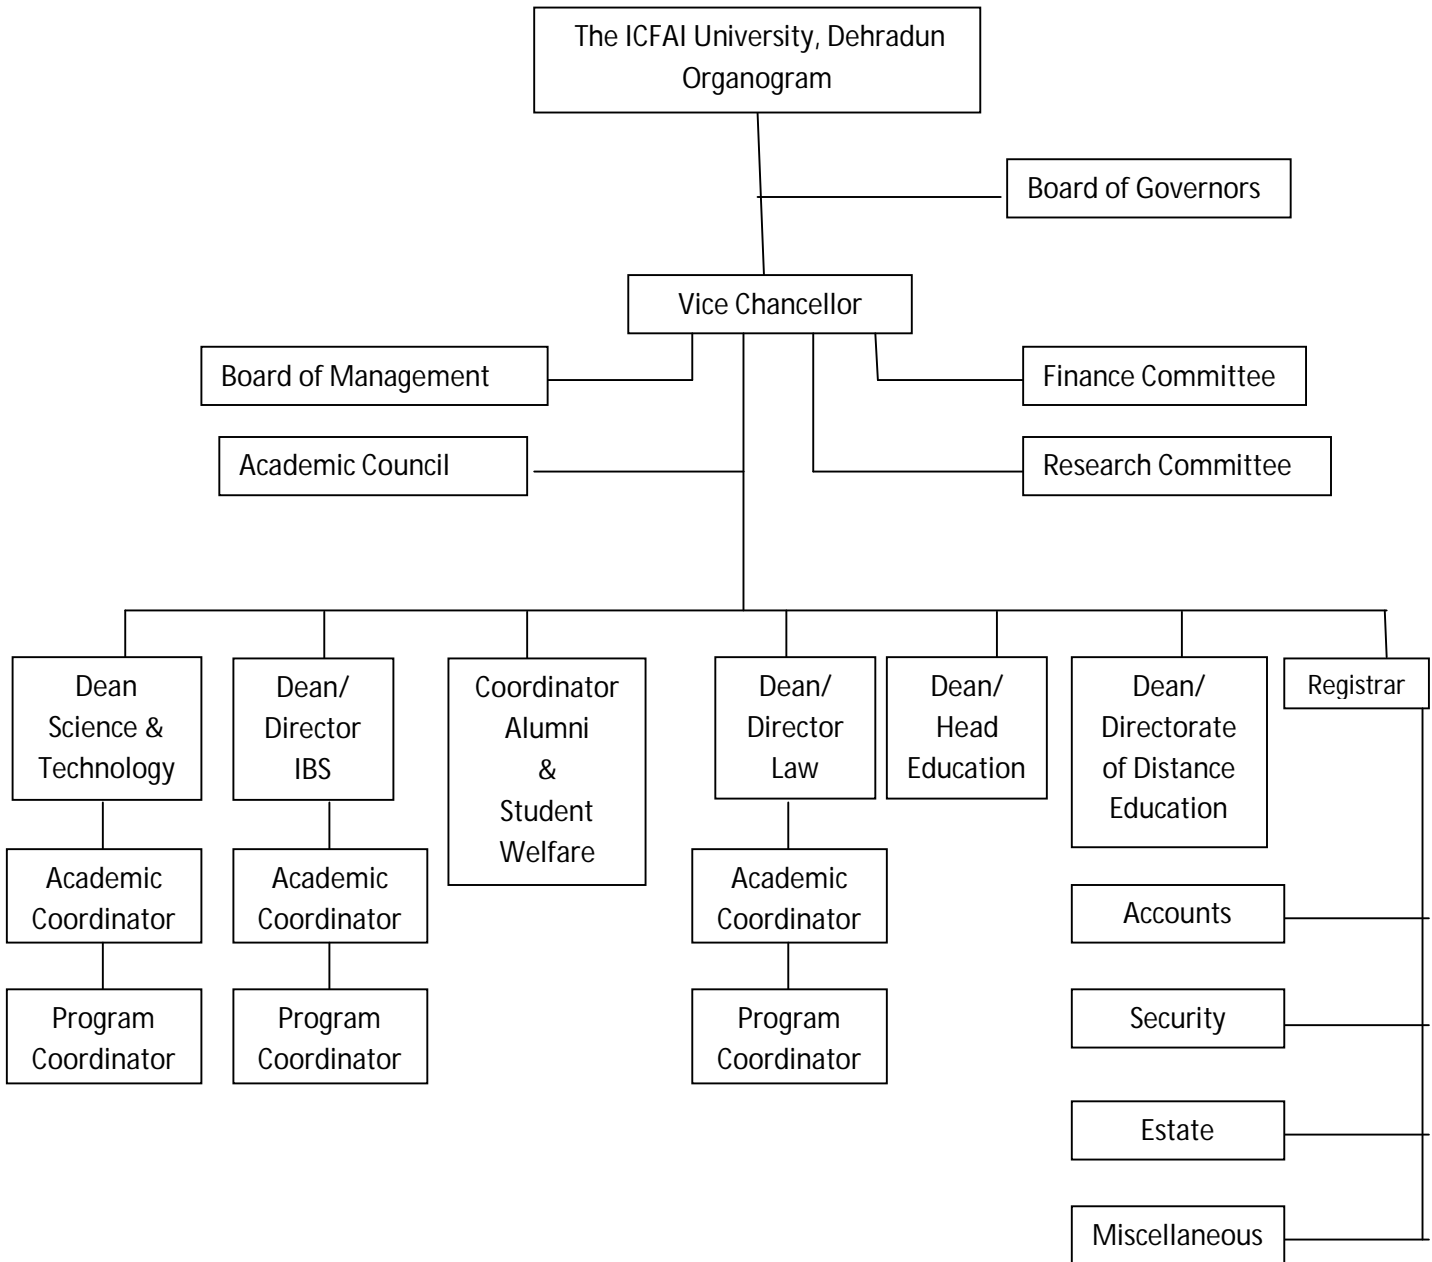 The ICFAI University, Dehradun
Organogram
Board of Governors
Vice Chancellor
Board of Management
Finance Committee
Academic Council
Research Committee
Dean
Science &
Technology
Dean/
Director
IBS
Coordinator
Alumni
&
Student
Welfare
Dean/
Director
Law
Dean/
Head
Education
Dean/
Directorate
of Distance
Education
Registrar
Academic
Coordinator
Academic
Coordinator
Academic
Coordinator
Accounts
Program
Coordinator
Program
Coordinator
Program
Coordinator
Security
Estate
Miscellaneous